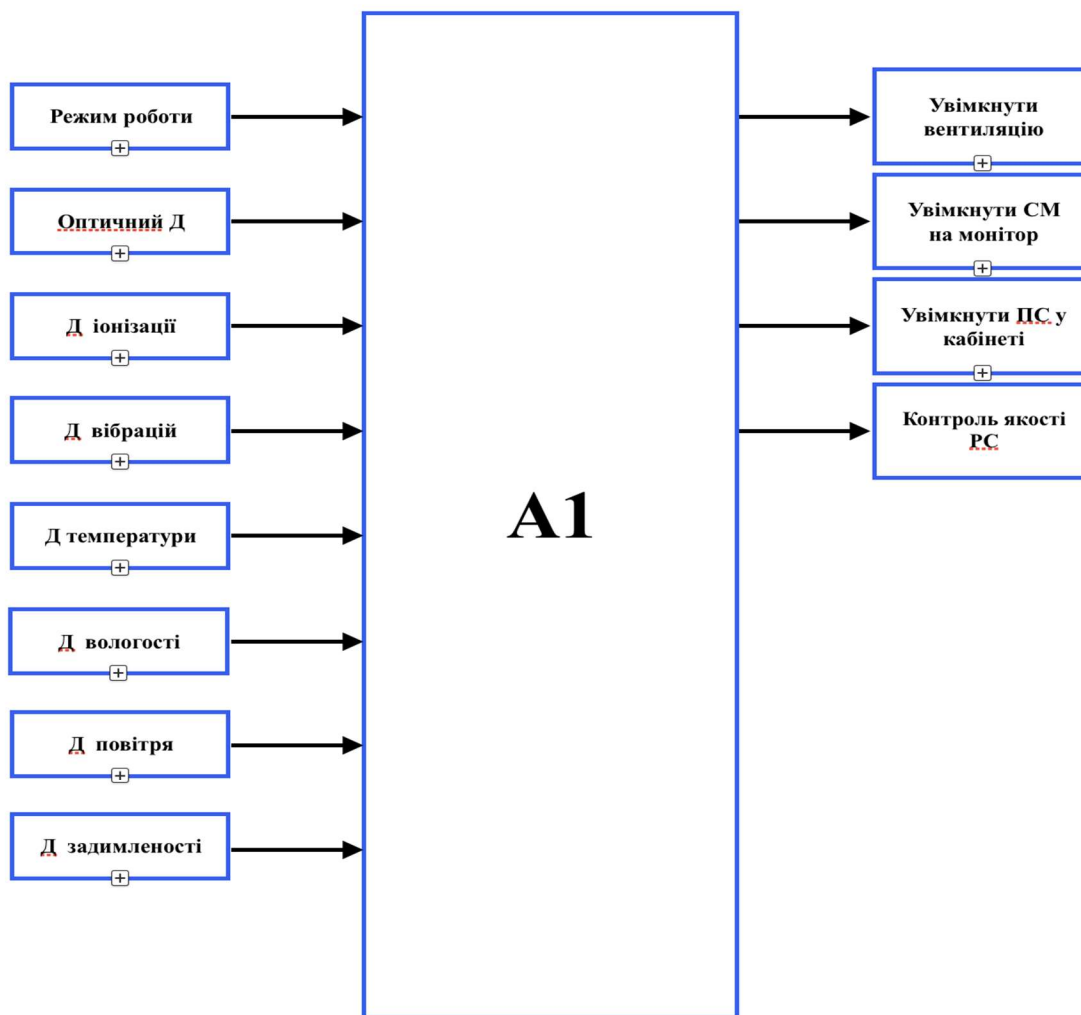 Режим роботи
Оптичний Д
Д іонізації
Д вібрацій
Д температури
Д вологості
Д повітря
Д задимленості
А1
Увімкнути
вентиляцію
Увімкнути СМ
на монітор
Увімкнути ПС у
кабінеті
Контроль якості
РС